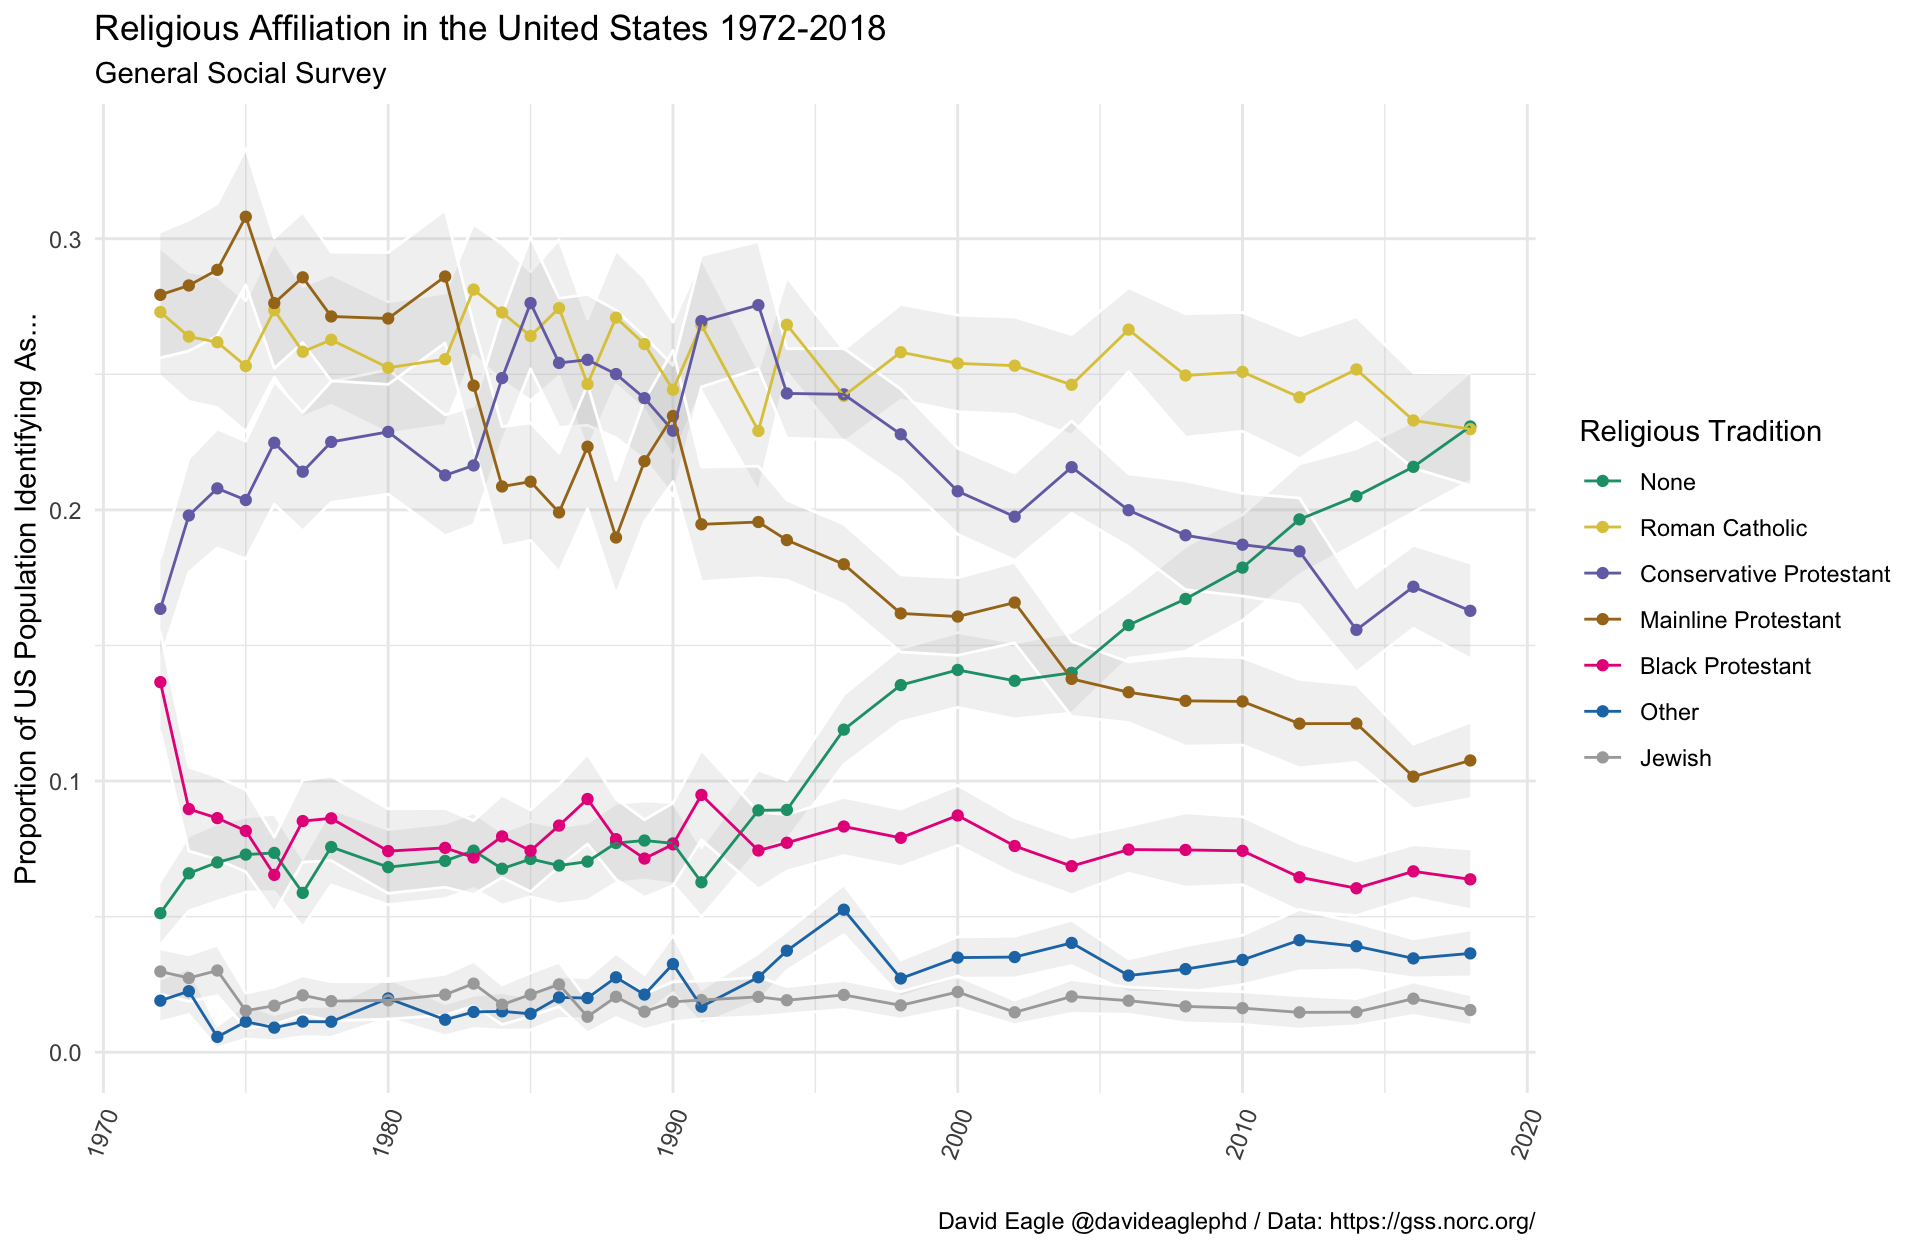 Religious Affiliation in the United States 1972-2018
General Social Survey
Proportion of US Population Identifying As...
0.3
0.2
0.1
0.0
1970
1980
1990
2000
2010
2020
Religious Tradition
None
Roman Catholic
Conservative Protestant
Mainline Protestant
Black Protestant
Other
Jewish
David Eagle @davideaglephd / Data: https://gss.norc.org/